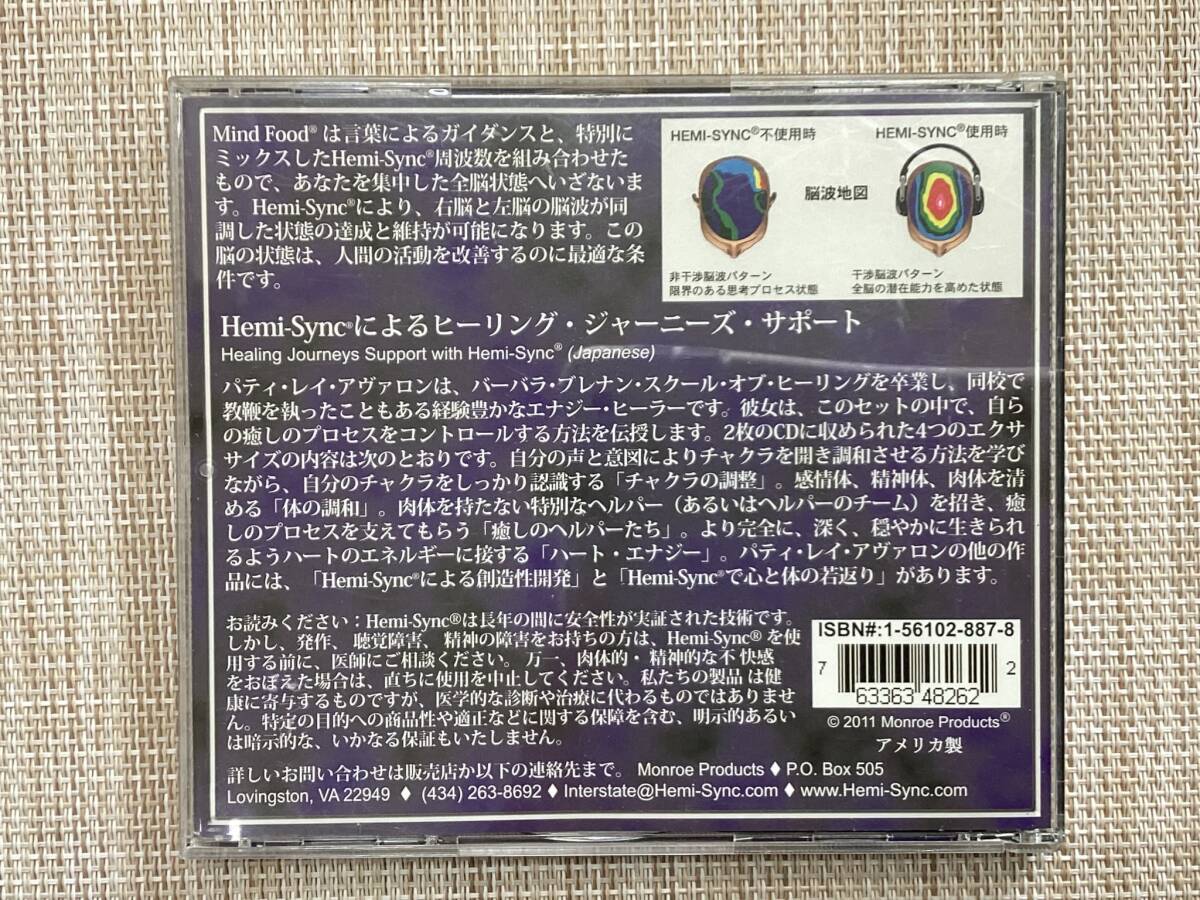 Mind Food® は言葉によるガイダンスと、特別に
ミックスしたHemi-Sync®周波数を組み合わせた
もので、あなたを集中した全脳状態へいざないま
す。Hemi-Sync®により、右脳と左脳の脳波が同
調した状態の達成と維持が可能になります。この
脳の状態は、人間の活動を改善するのに最適な条
件です。
HEMI-SYNC®不使用時
HEMI-SYNC®使用時
脳波地図
非干渉脳波パターン
限界のある思考プロセス状態
干渉脳波パターン
全脳の潜在能力を高めた状態
Hemi-Sync®によるヒーリング・ジャーニーズ・サポート
Healing Journeys Support with Hemi-Sync® (Japanese)
パティ・レイ・アヴァロンは、バーバラ・ブレナン・スクール・オブ・ヒーリングを卒業し、同校で
教鞭を執ったこともある経験豊かなエナジー・ヒーラーです。彼女は、このセットの中で、自ら
の癒しのプロセスをコントロールする方法を伝授します。2枚のCDに収められた4つのエクサ
サイズの内容は次のとおりです。自分の声と意図によりチャクラを開き調和させる方法を学び
ながら、自分のチャクラをしっかり認識する「チャクラの調整」。感情体、精神体、肉体を清
める「体の調和」。肉体を持たない特別なヘルパー（あるいはヘルパーのチーム）を招き、癒
しのプロセスを支えてもらう「癒しのヘルパーたち」。より完全に、深く、穏やかに生きられ
るようハートのエネルギーに接する「ハート・エナジー」。パティ・レイ・アヴァロンの他の作
品には、「Hemi-Sync®による創造性開発」と「Hemi-Sync®で心と体の若返り」があります。
お読みください：Hemi-Sync®は長年の間に安全性が実証された技術です。
しかし、発作、 聴覚障害、 精神の障害をお持ちの方は、Hemi-Sync® を使
用する前に、医師にご相談ください。 万一、肉体的・ 精神的な不 快感
をおぼえた場合は、直ちに使用を中止してください。私たちの製品 は健
康に寄与するものですが、医学的な診断や治療に代わるものではありませ
ん。特定の目的への商品性や適正などに関する保障を含む、明示的あるい
は暗示的な、いかなる保証もいたしません。
ISBN#:1-56102-887-8
7 63363 48262 2
© 2011 Monroe Products®
アメリカ製
詳しいお問い合わせは販売店か以下の連絡先まで。 Monroe Products ♦ P.O. Box 505
Lovingston, VA 22949 ♦ (434) 263-8692 ♦ Interstate@Hemi-Sync.com ♦ www.Hemi-Sync.com